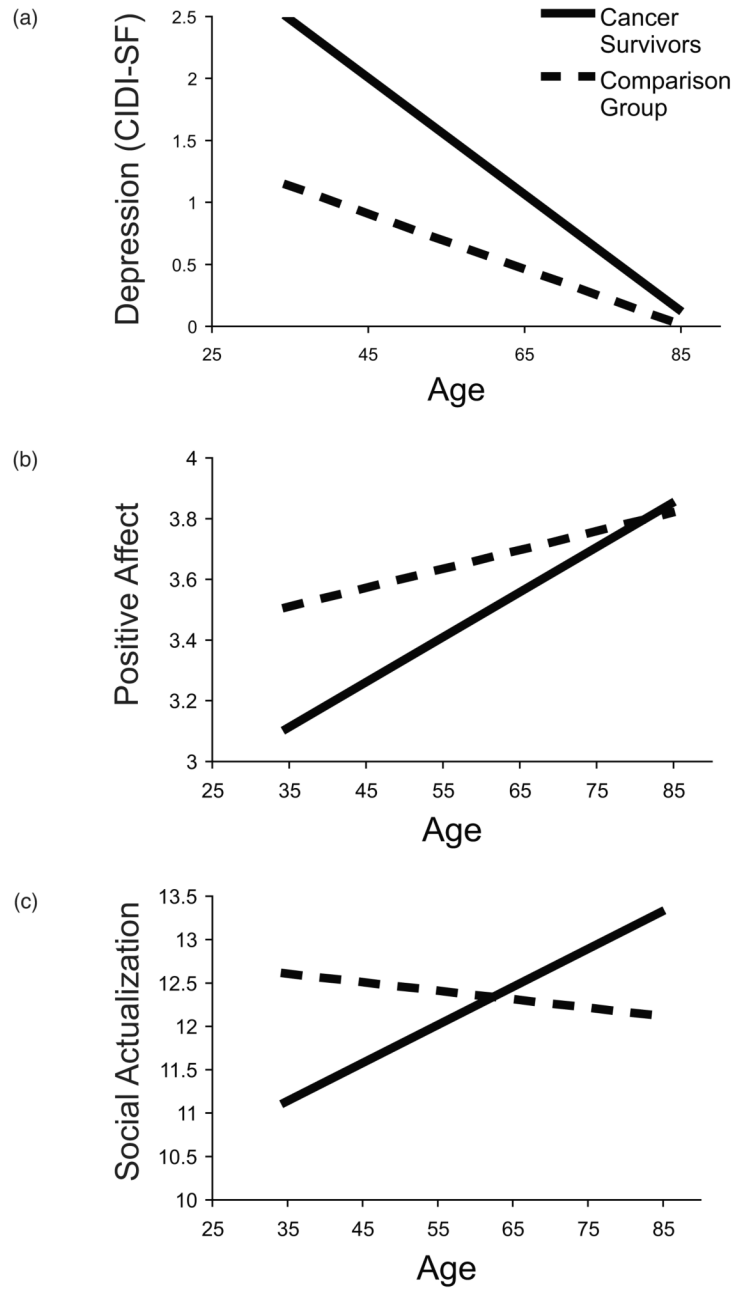 (a)
Depression (CIDI-SF)
2.5
2
1.5
1
0.5
0
25 45 65 85
Age
Cancer
Survivors
Comparison
Group
(b)
Positive Affect
4
3.8
3.6
3.4
3.2
3
25 35 45 55 65 75 85
Age
(c)
Social Actualization
13.5
13
12.5
12
11.5
11
10.5
10
25 35 45 55 65 75 85
Age